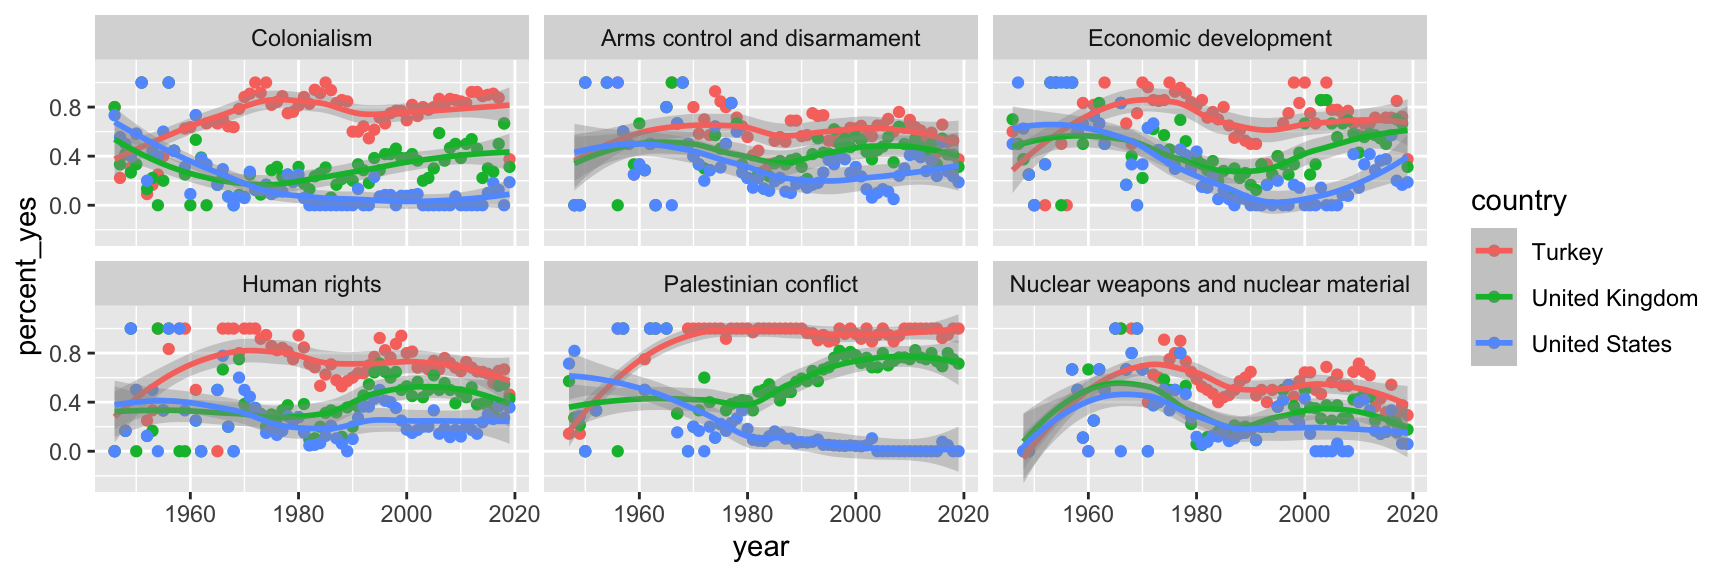 Colonialism
Arms control and disarmament
Economic development
0.8
0.4
0.0
Human rights
Palestinian conflict
Nuclear weapons and nuclear material
0.8
0.4
0.0
1960 1980 2000 2020
1960 1980 2000 2020
1960 1980 2000 2020
year
percent_yes
country
Turkey
United Kingdom
United States